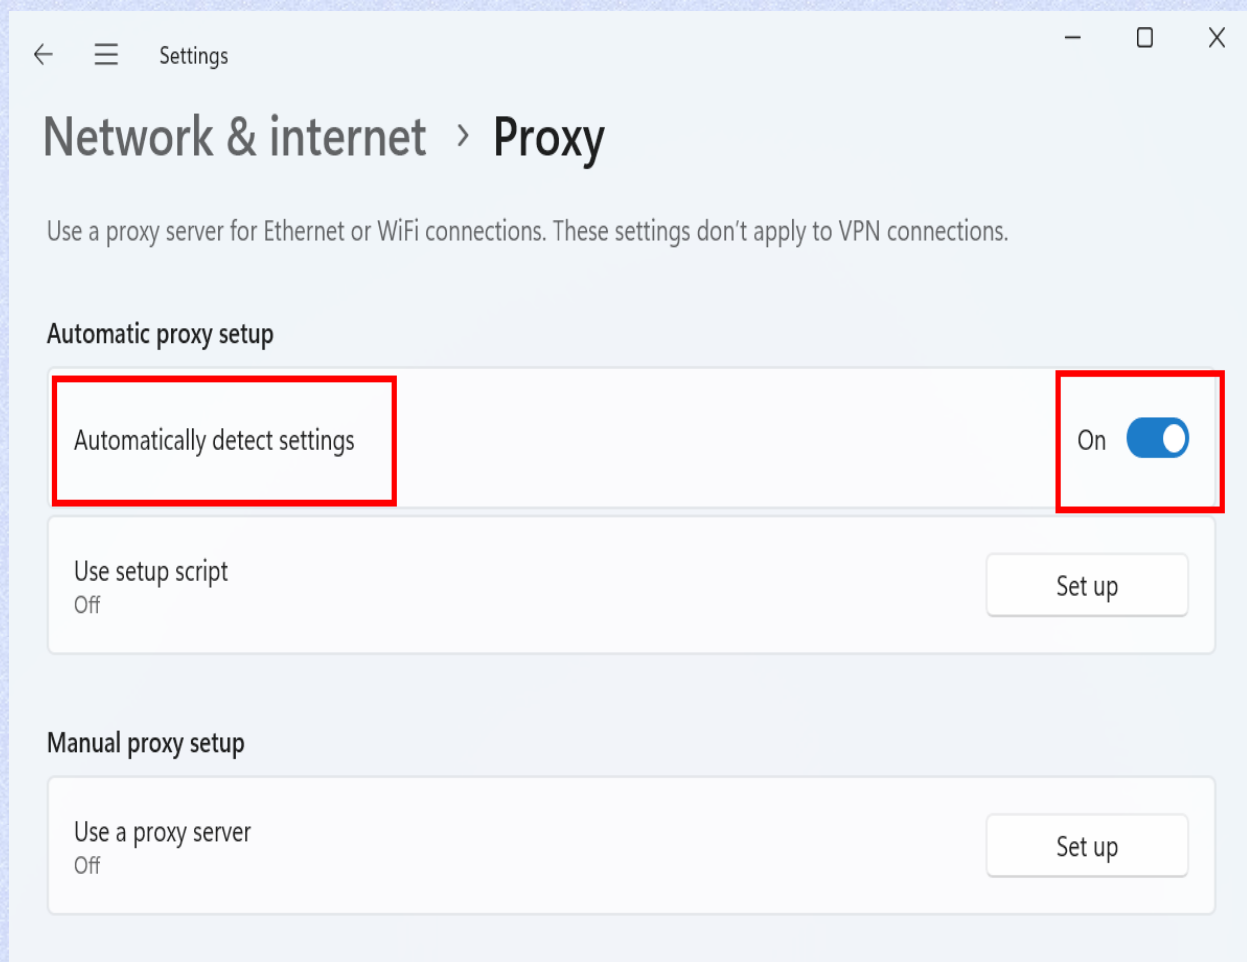 Settings
Network & internet > Proxy
Use a proxy server for Ethernet or WiFi connections. These settings don’t apply to VPN connections.
Automatic proxy setup
Automatically detect settings
On
Use setup script
Off
Set up
Manual proxy setup
Use a proxy server
Off
Set up